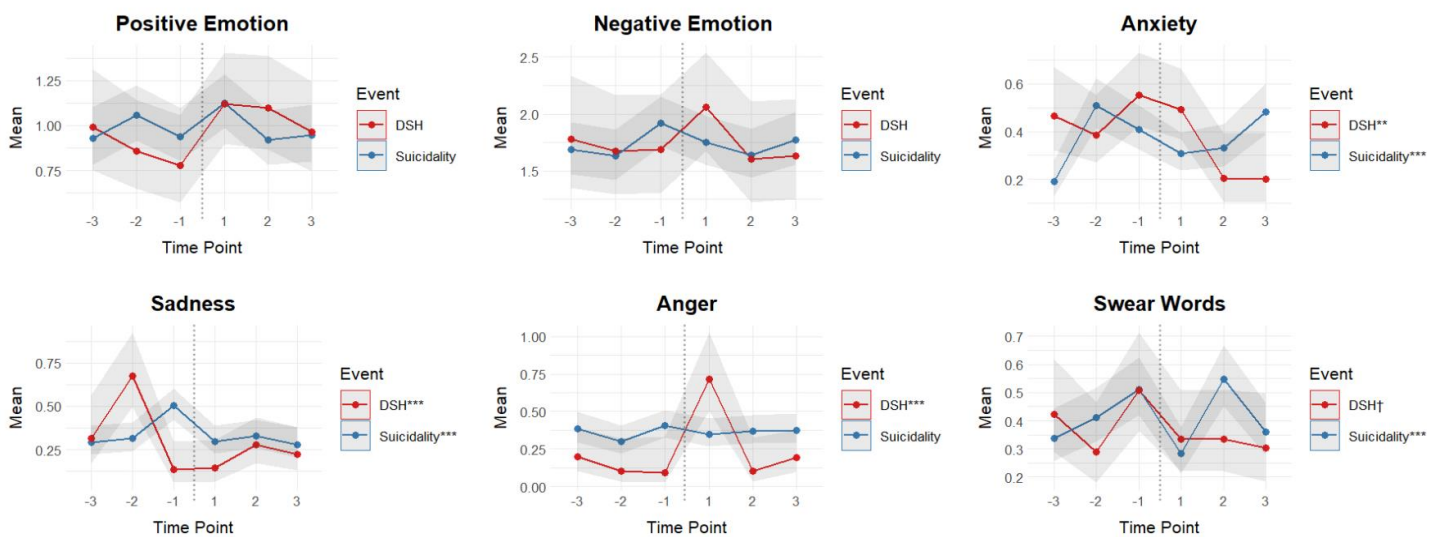 Positive Emotion
Mean
1.25
1.00
0.75
-3 -2 -1 1 2 3
Time Point
Event
DSH
Suicidality
Negative Emotion
Mean
2.5
2.0
1.5
-3 -2 -1 1 2 3
Time Point
Event
DSH
Suicidality
Anxiety
Mean
0.6
0.4
0.2
-3 -2 -1 1 2 3
Time Point
Event
DSH**
Suicidality***
Sadness
Mean
0.75
0.50
0.25
-3 -2 -1 1 2 3
Time Point
Event
DSH***
Suicidality***
Anger
Mean
1.00
0.75
0.50
0.25
0.00
-3 -2 -1 1 2 3
Time Point
Event
DSH***
Suicidality
Swear Words
Mean
0.7
0.6
0.5
0.4
0.3
0.2
-3 -2 -1 1 2 3
Time Point
Event
DSH†
Suicidality***